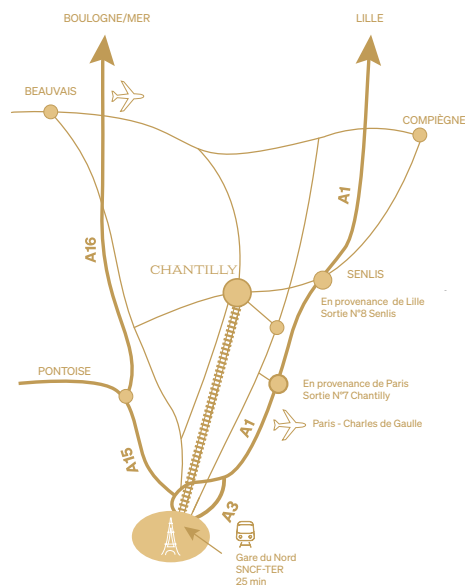 BOULOGNE/MER
LILLE
BEAUVAIS
COMPIÈGNE
A1
A16
CHANTILLY
SENLIS
En provenance de Lille
Sortie N°8 Senlis
PONTOISE
En provenance de Paris
Sortie N°7 Chantilly
A1
Paris - Charles de Gaulle
A15
A3
Gare du Nord
SNCF-TER
25 min